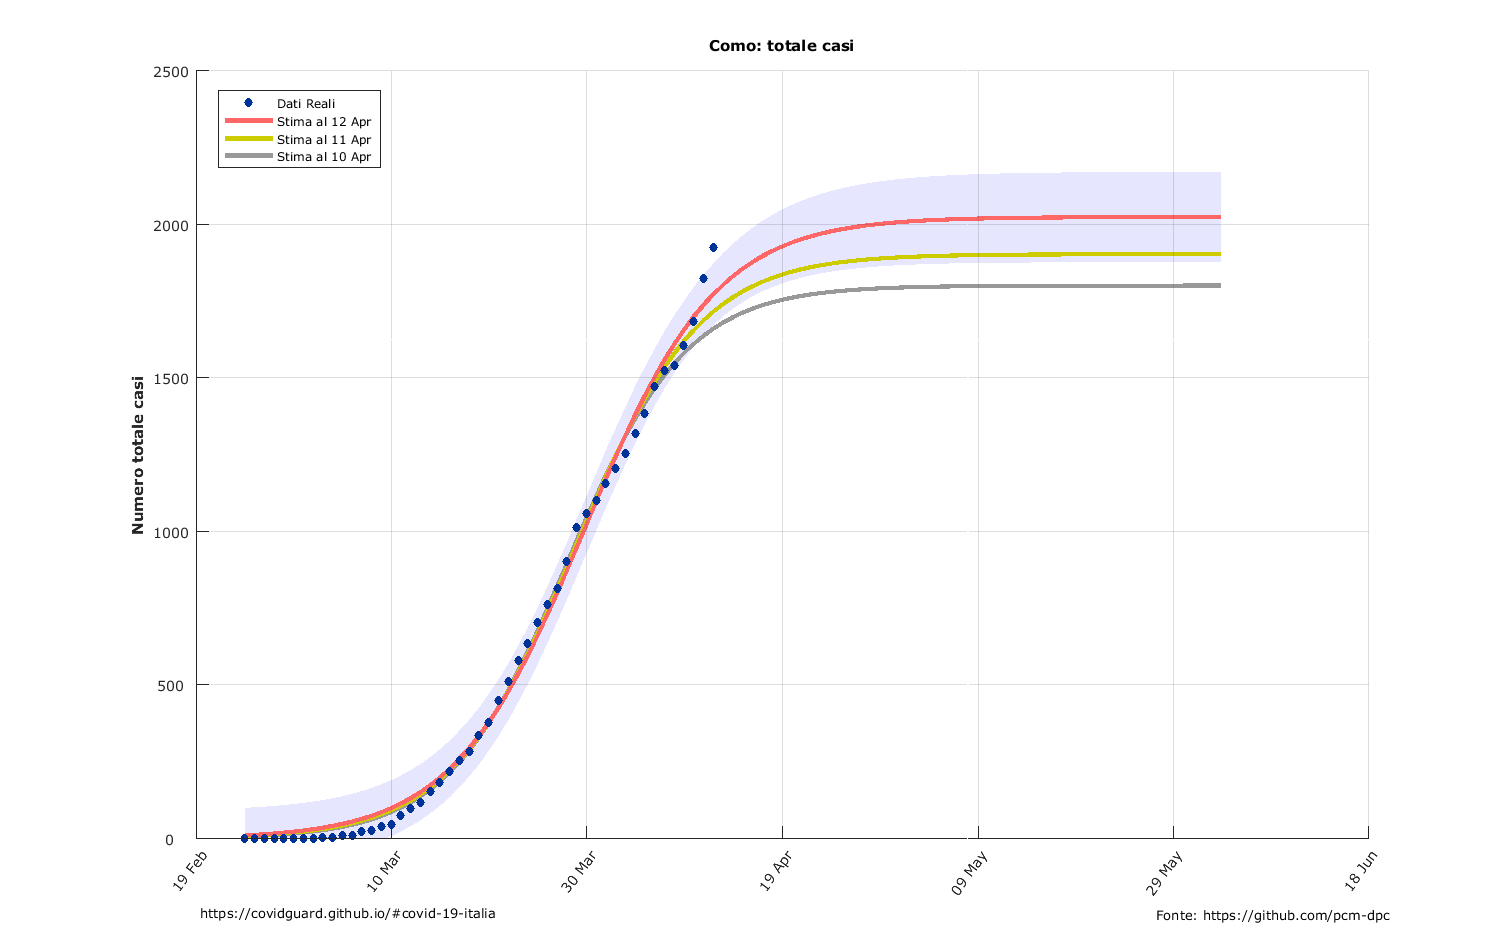 Como: totale casi
2500
2000
1500
1000
500
0
Numero totale casi
Dati Reali
Stima al 12 Apr
Stima al 11 Apr
Stima al 10 Apr
19 Feb
10 Mar
30 Mar
19 Apr
09 May
29 May
18 Jun
https://covidguard.github.io/#covid-19-italia
Fonte: https://github.com/pcm-dpc